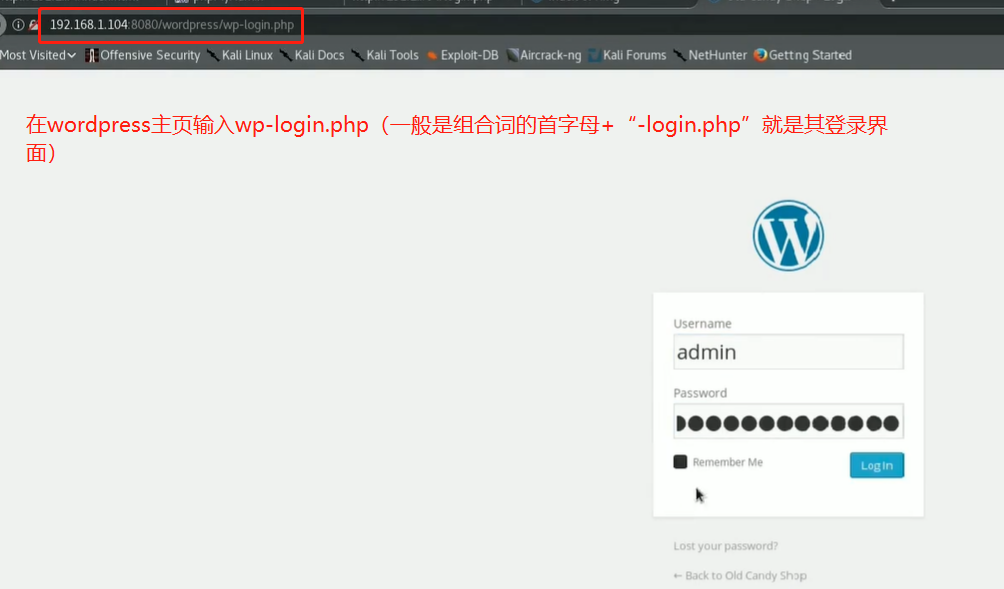 192.168.1.104:8080/wordpress/wp-login.php
Most Visited Offensive Security Kali Linux Kali Docs Kali Tools Exploit-DB Aircrack-ng Kali Forums NetHunter Getting Started
在wordpress主页输入wp-login.php（一般是组合词的首字母+“-login.php”就是其登录界
面）
Username
admin
Password
Remember Me
Log In
Lost your password?
← Back to Old Candy Shop